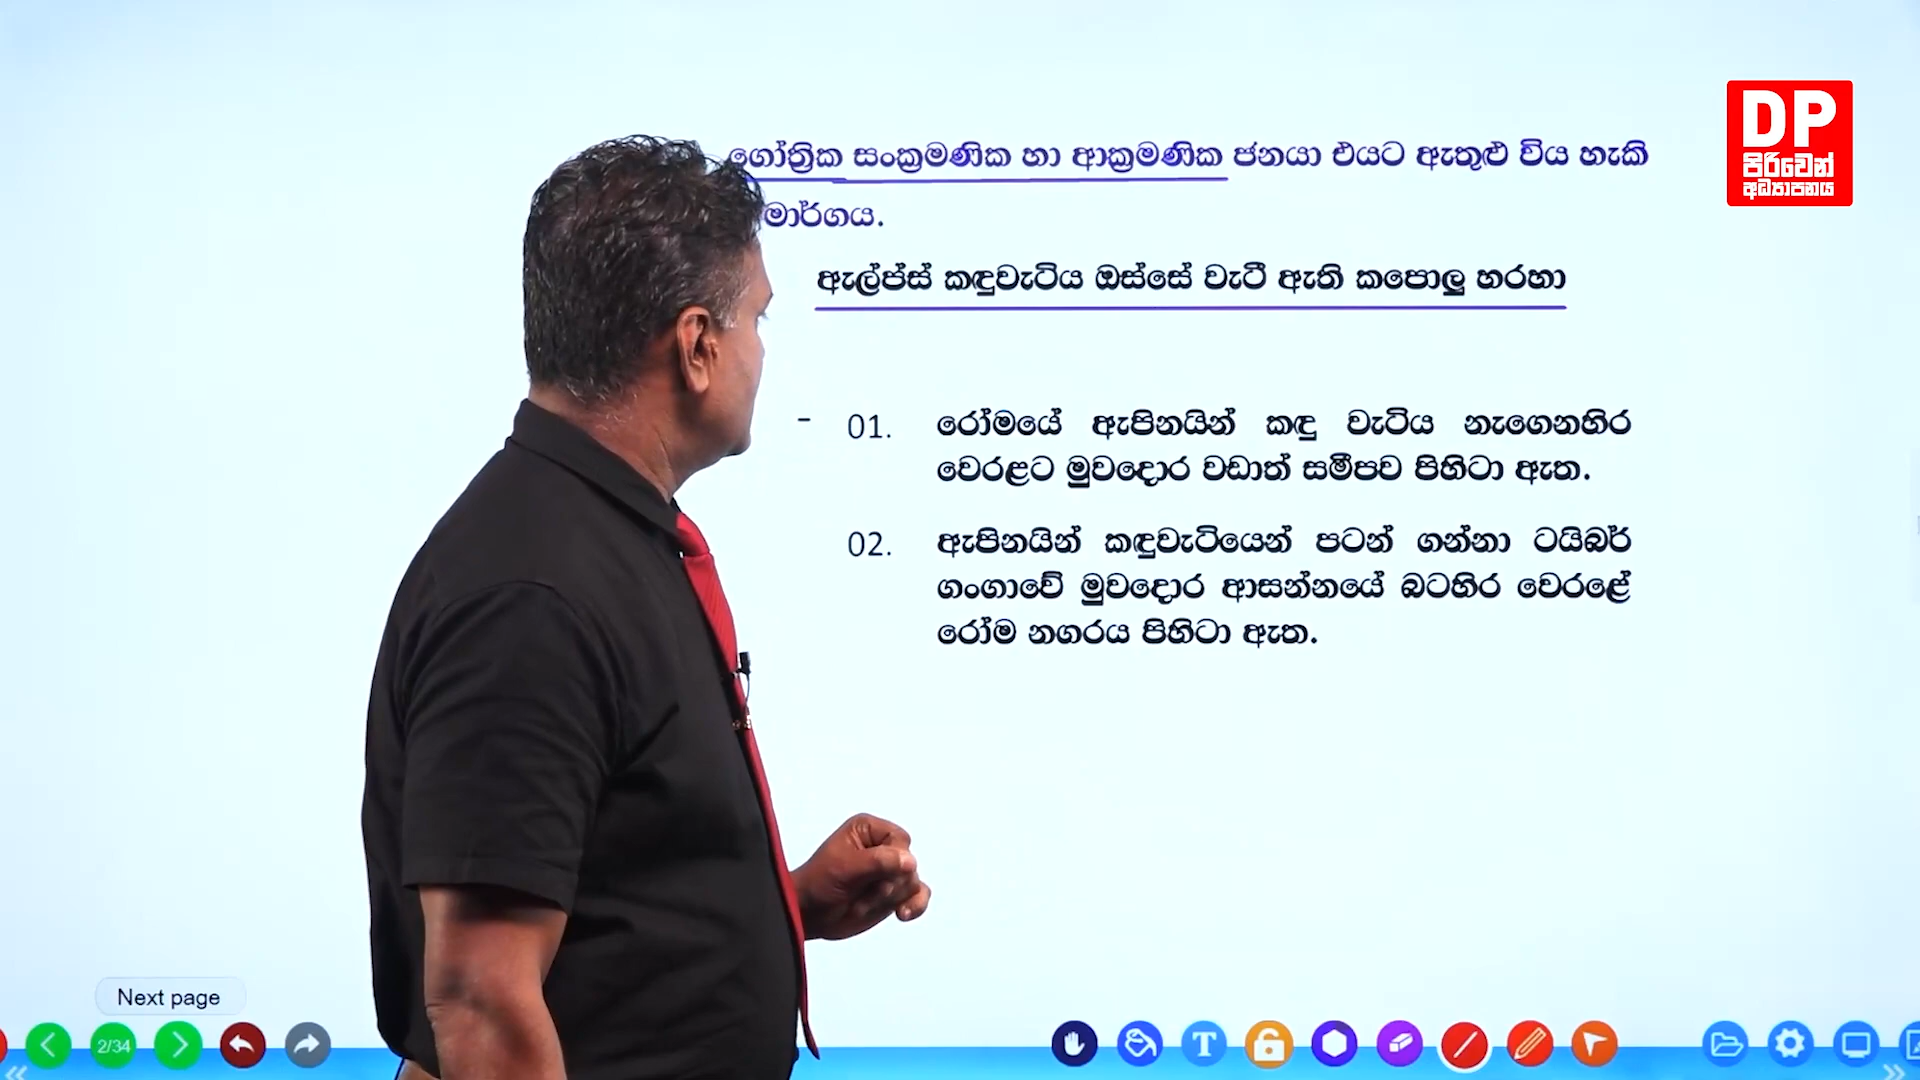 DP
පිරිවෙන්
අධ්‍යාපනය
ගෝත්‍රික සංක්‍රමණික හා ආක්‍රමණික ජනයා එයට ඇතුළු විය හැකි
මාර්ගය.
ඇල්ප්ස් කඳුවැටිය ඔස්සේ වැටී ඇති කපොලු හරහා
- 01. රෝමයේ ඇපිනයින් කඳු වැටිය නැගෙනහිර
වෙරළට මුවදොර වඩාත් සමීපව පිහිටා ඇත.
02. ඇපිනයින් කඳුවැටියෙන් පටන් ගන්නා ටයිබර්
ගංගාවේ මුවදොර ආසන්නයේ බටහිර වෙරළේ
රෝම නගරය පිහිටා ඇත.
Next page
2/34
T